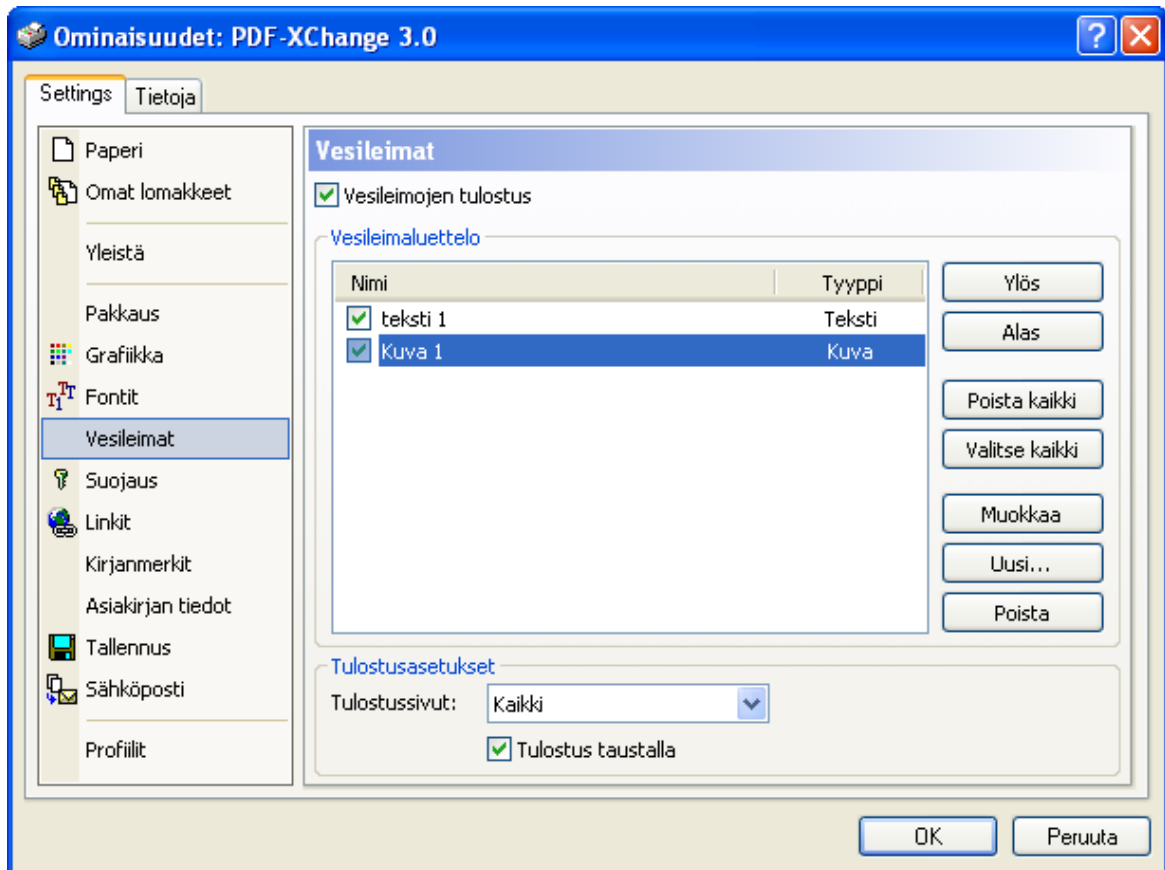 Ominaisuudet: PDF-XChange 3.0
Settings
Tietoja
Paperi
Omat lomakkeet
Yleistä
Pakkaus
Grafiikka
Fontit
Vesileimat
Suojaus
Linkit
Kirjanmerkit
Asiakirjan tiedot
Tallennus
Sähköposti
Profiilit
Vesileimat
Vesileimojen tulostus
Vesileimaluettelo
Nimi Tyyppi
teksti 1 Teksti
Kuva 1 Kuva
Ylös
Alas
Poista kaikki
Valitse kaikki
Muokkaa
Uusi...
Poista
Tulostusasetukset
Tulostussivut: Kaikki
Tulostus taustalla
OK
Peruuta